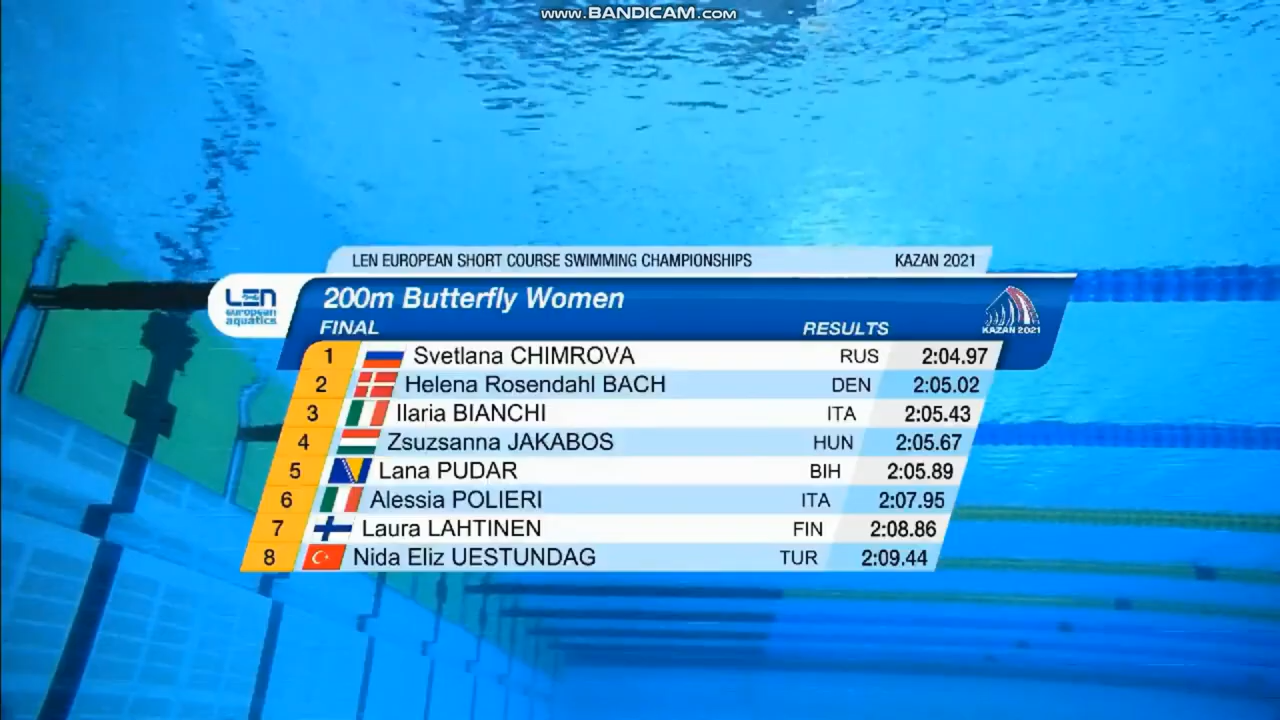 www.BANDICAM.com
LEN EUROPEAN SHORT COURSE SWIMMING CHAMPIONSHIPS KAZAN 2021
LEN
european
aquatics
200m Butterfly Women
FINAL RESULTS
KAZAN 2021
1 Svetlana CHIMROVA RUS 2:04.97
2 Helena Rosendahl BACH DEN 2:05.02
3 Ilaria BIANCHI ITA 2:05.43
4 Zsuzsanna JAKABOS HUN 2:05.67
5 Lana PUDAR BIH 2:05.89
6 Alessia POLIERI ITA 2:07.95
7 Laura LAHTINEN FIN 2:08.86
8 Nida Eliz UESTUNDAG TUR 2:09.44